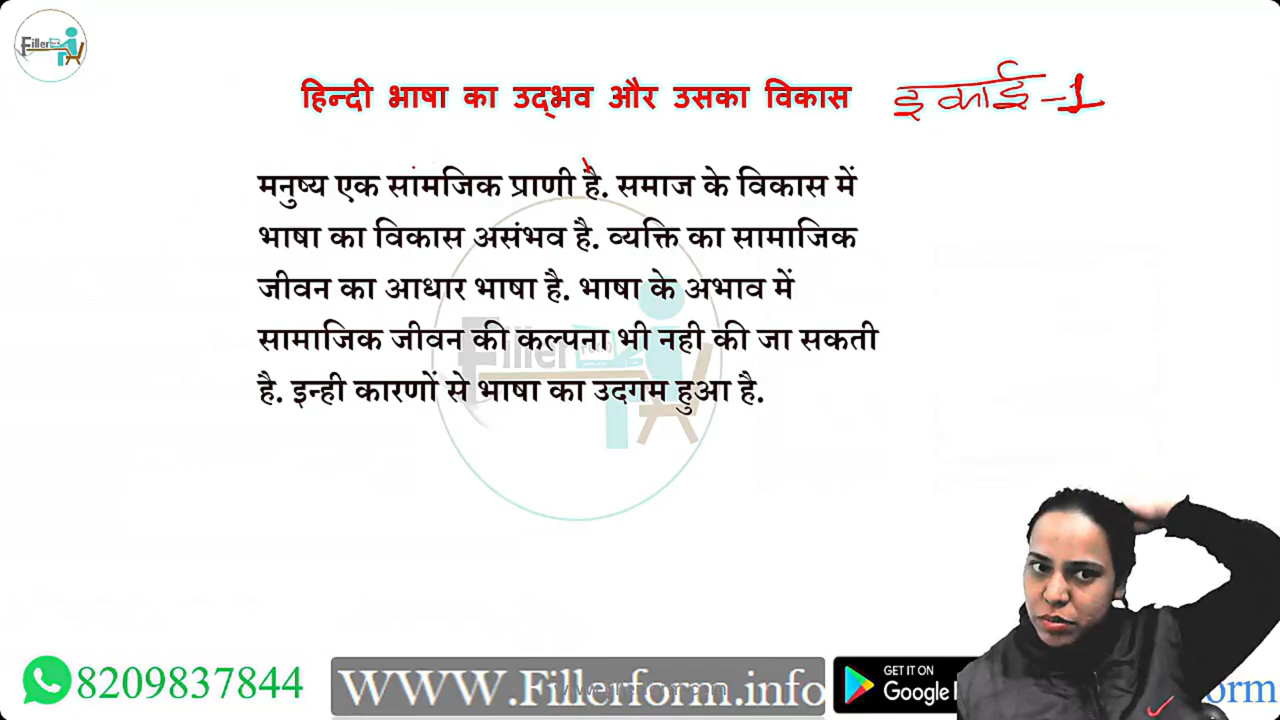 Filler
हिन्दी भाषा का उद्भव और उसका विकास इकाई -1
मनुष्य एक सांमजिक प्राणी है. समाज के विकास में
भाषा का विकास असंभव है. व्यक्ति का सामाजिक
जीवन का आधार भाषा है. भाषा के अभाव में
सामाजिक जीवन की कल्पना भी नही की जा सकती
है. इन्ही कारणों से भाषा का उदगम हुआ है.
Filler
8209837844
www.Fillerform.info
GET IT ON
Google
orm